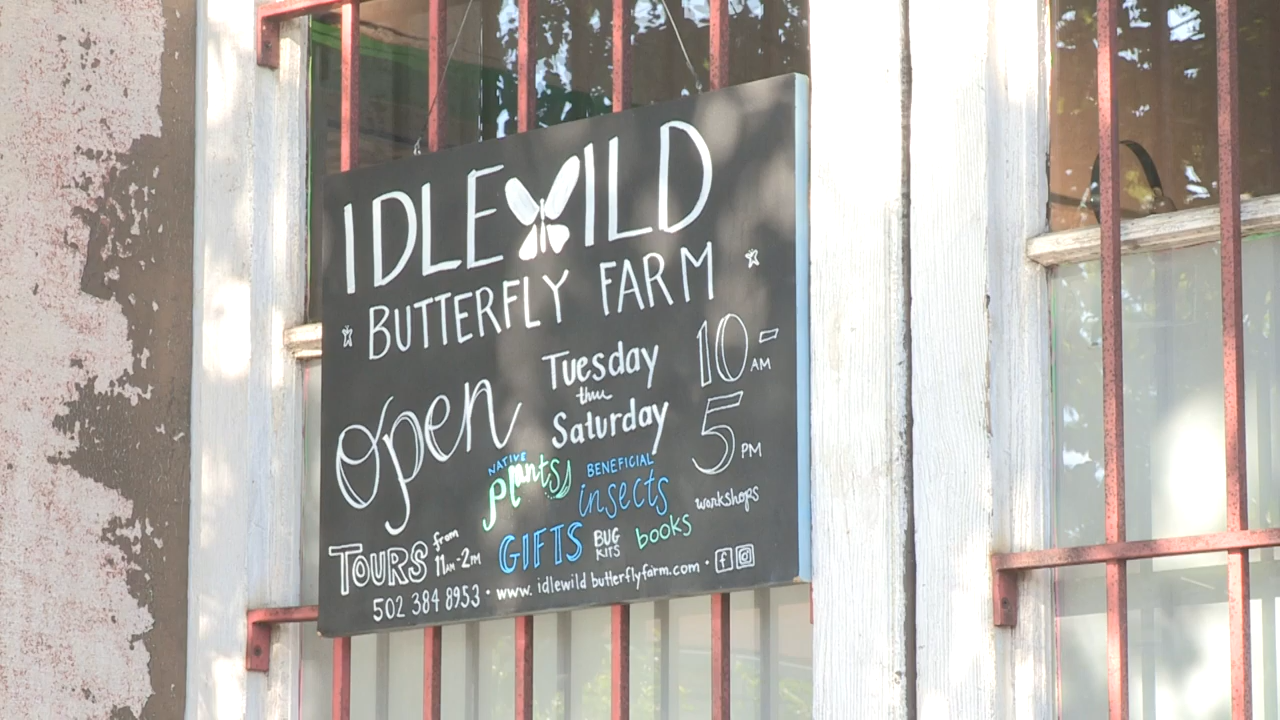 IDLEWILD
BUTTERFLY FARM
open
Tuesday
thru
Saturday
10-
AM
5
PM
NATIVE
plants
BENEFICIAL
insects
workshops
TOURS from
11AM-2PM
GIFTS
BUG
KITS
books
502 384 8953 • www.idlewildbutterflyfarm.com •